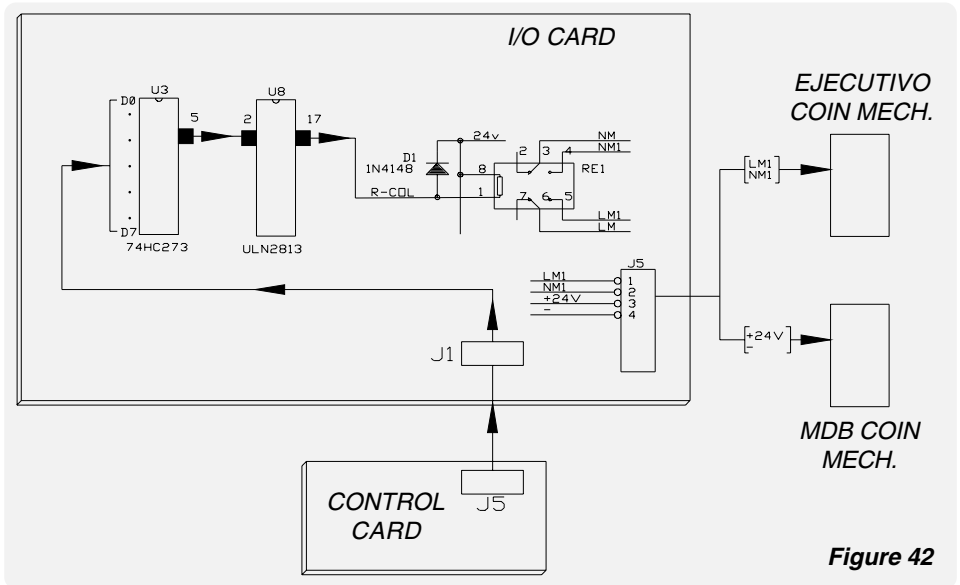 I/O CARD
EJECUTIVO
COIN MECH.
U3
U8
D0
5
2
17
D7
74HC273
ULN2813
24v
D1
1N4148
R-COL
8
1
2
3
4
NM
NM1
RE1
7
6
5
LM1
LM
LM1
NM1
J5
LM1
1
NM1
2
+24V
3
-
4
J1
+24V
-
MDB COIN
MECH.
CONTROL
CARD
J5
Figure 42